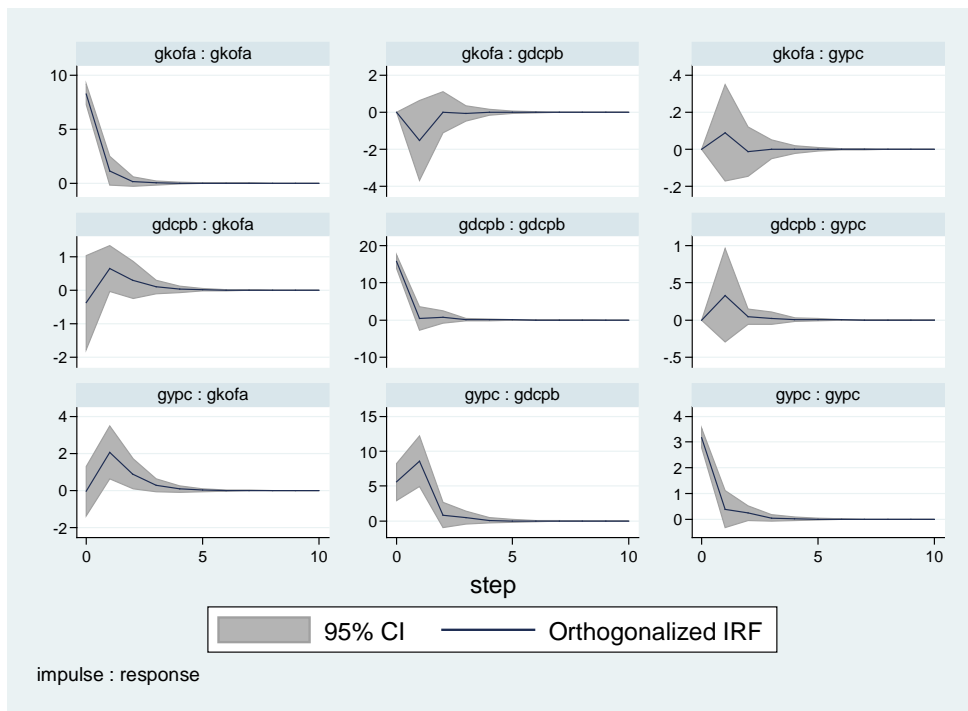 gkofa : gkofa
gkofa : gdcpb
gkofa : gypc
10
5
0
2
0
-2
-4
.4
.2
0
-.2
gdcpb : gkofa
gdcpb : gdcpb
gdcpb : gypc
1
0
-1
-2
20
10
0
-10
1
.5
0
-.5
gypc : gkofa
gypc : gdcpb
gypc : gypc
4
2
0
-2
15
10
5
0
4
3
2
1
0
0 5 10
0 5 10
0 5 10
step
95% CI
Orthogonalized IRF
impulse : response